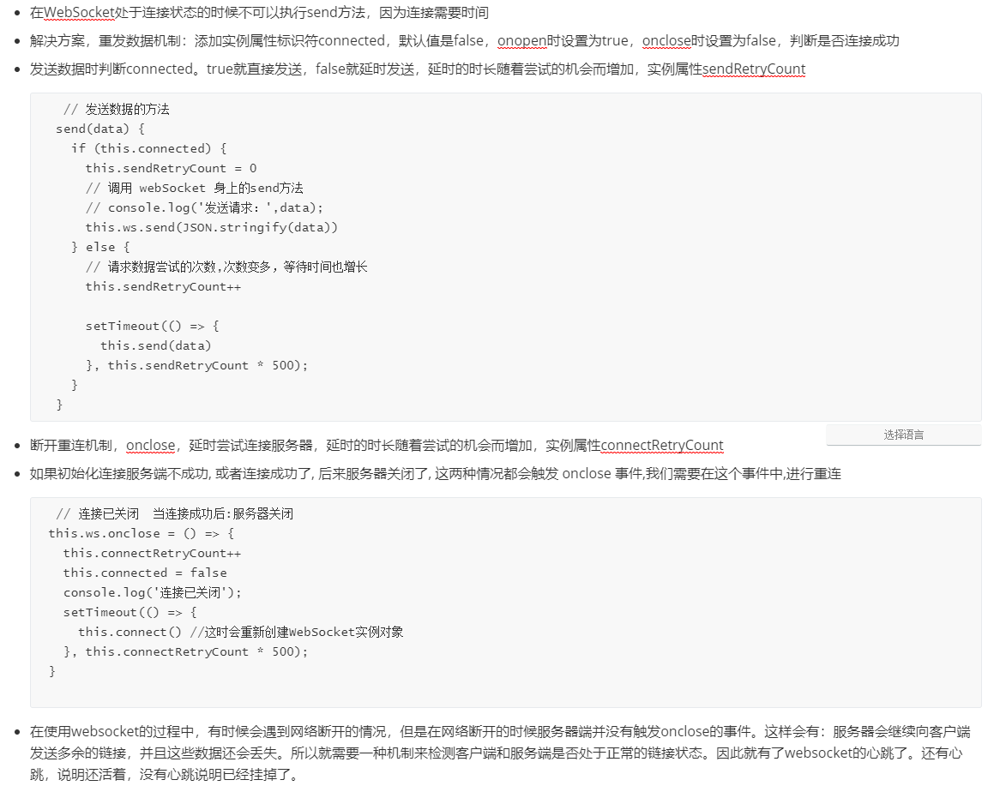 在WebSocket处于连接状态的时候不可以执行send方法，因为连接需要时间
解决方案，重发数据机制：添加实例属性标识符connected，默认值是false，onopen时设置为true，onclose时设置为false，判断是否连接成功
发送数据时判断connected。true就直接发送，false就延时发送，延时的时长随着尝试的机会而增加，实例属性sendRetryCount
// 发送数据的方法
send(data) {
if (this.connected) {
this.sendRetryCount = 0
// 调用 webSocket 身上的send方法
// console.log('发送请求：',data);
this.ws.send(JSON.stringify(data))
} else {
// 请求数据尝试的次数,次数变多，等待时间也增长
this.sendRetryCount++
setTimeout(() => {
this.send(data)
}, this.sendRetryCount * 500);
}
}
选择语言
断开重连机制，onclose，延时尝试连接服务器，延时的时长随着尝试的机会而增加，实例属性connectRetryCount
如果初始化连接服务端不成功, 或者连接成功了, 后来服务器关闭了, 这两种情况都会触发 onclose 事件,我们需要在这个事件中,进行重连
// 连接已关闭  当连接成功后:服务器关闭
this.ws.onclose = () => {
this.connectRetryCount++
this.connected = false
console.log('连接已关闭');
setTimeout(() => {
this.connect() //这时会重新创建WebSocket实例对象
}, this.connectRetryCount * 500);
}
在使用websocket的过程中，有时候会遇到网络断开的情况，但是在网络断开的时候服务器端并没有触发onclose的事件。这样会有：服务器会继续向客户端
发送多余的链接，并且这些数据还会丢失。所以就需要一种机制来检测客户端和服务端是否处于正常的链接状态。因此就有了websocket的心跳了。还有心
跳，说明还活着，没有心跳说明已经挂掉了。